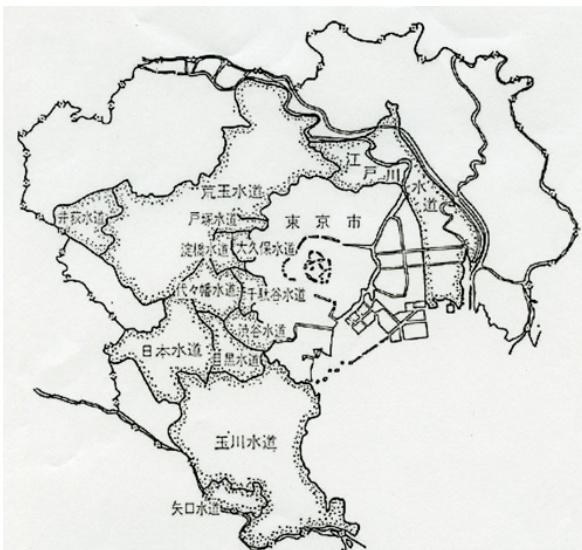 江戸川水道
荒玉水道
井荻水道
戸塚水道
東京市
淀橋水道
大久保水道
代々幡水道
千駄谷水道
渋谷水道
日本水道
目黒水道
玉川水道
矢口水道